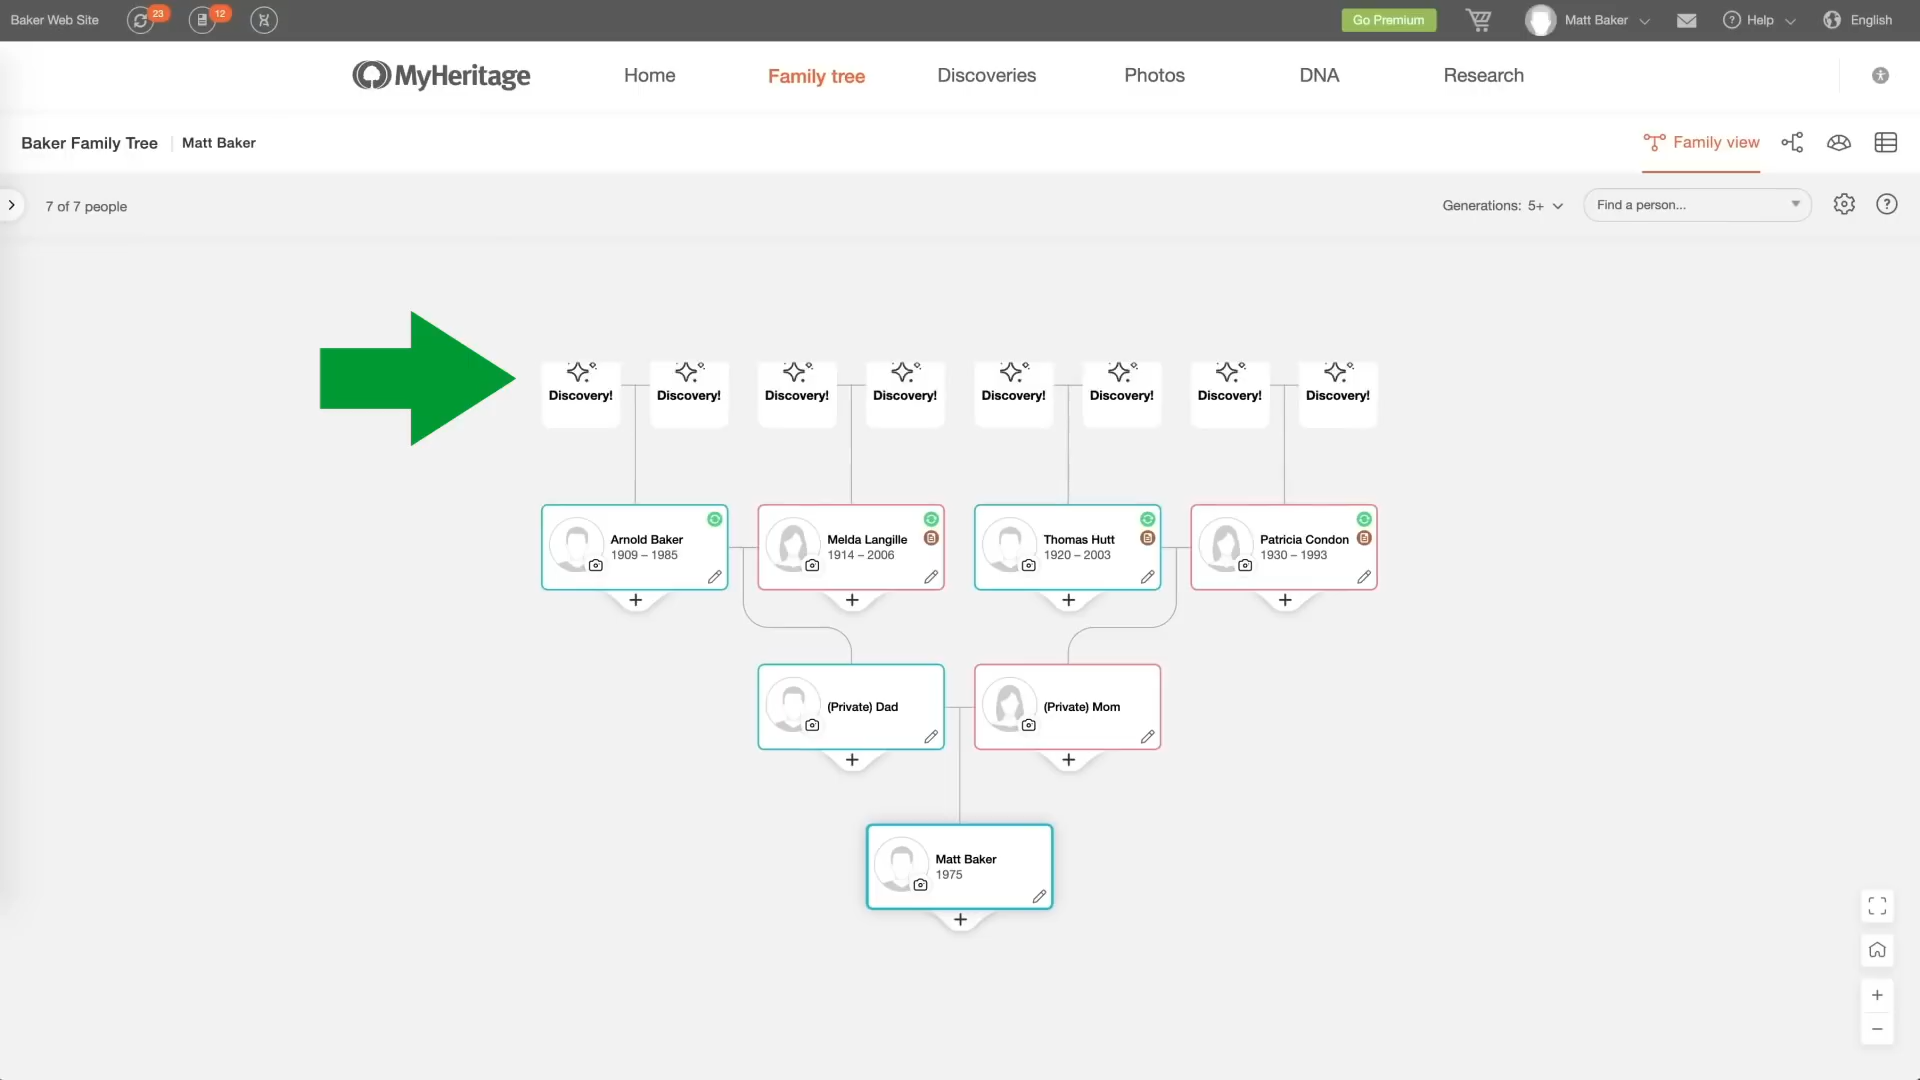 Baker Web Site 23 12 Go Premium Matt Baker Help English
MyHeritage Home Family tree Discoveries Photos DNA Research
Baker Family Tree Matt Baker Family view
7 of 7 people Generations: 5+ Find a person...
Discovery! Discovery! Discovery! Discovery! Discovery! Discovery! Discovery! Discovery!
Arnold Baker
1909 – 1985
Melda Langille
1914 – 2006
Thomas Hutt
1920 – 2003
Patricia Condon
1930 – 1993
(Private) Dad
(Private) Mom
Matt Baker
1975